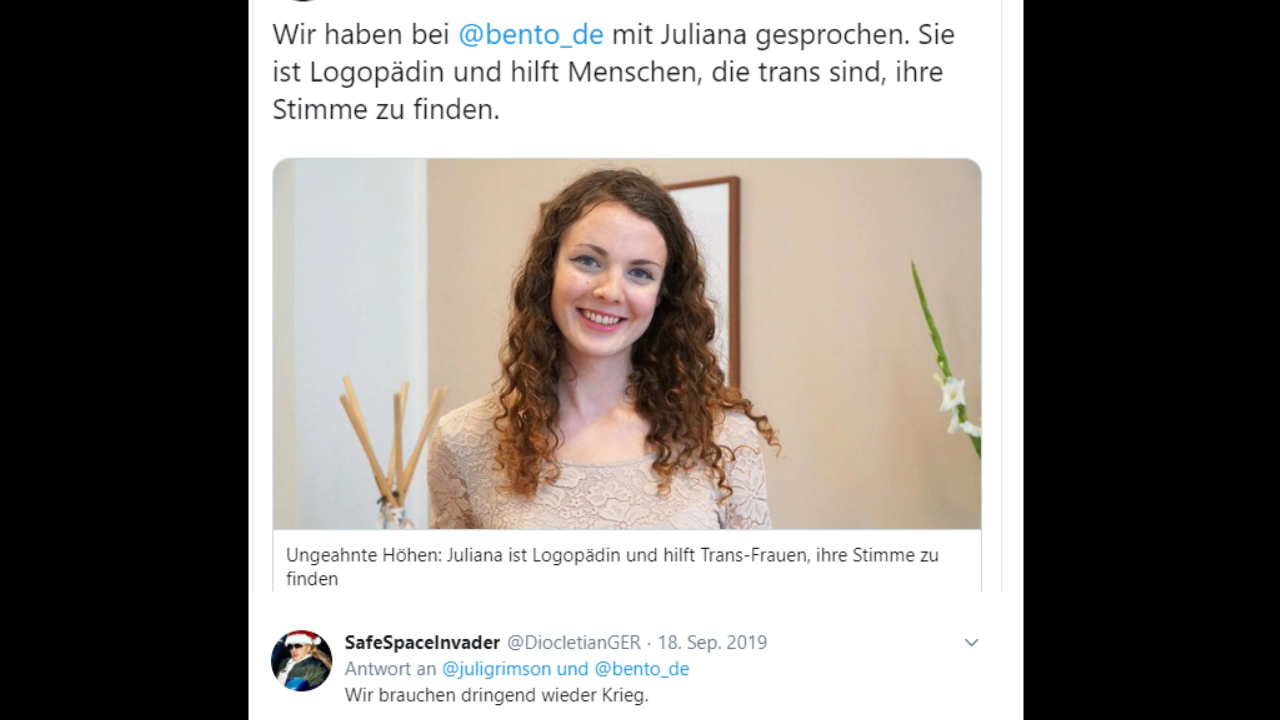 Wir haben bei @bento_de mit Juliana gesprochen. Sie
ist Logopädin und hilft Menschen, die trans sind, ihre
Stimme zu finden.
Ungeahnte Höhen: Juliana ist Logopädin und hilft Trans-Frauen, ihre Stimme zu
finden
SafeSpaceInvader @DiocletianGER · 18. Sep. 2019
Antwort an @juligrimson und @bento_de
Wir brauchen dringend wieder Krieg.